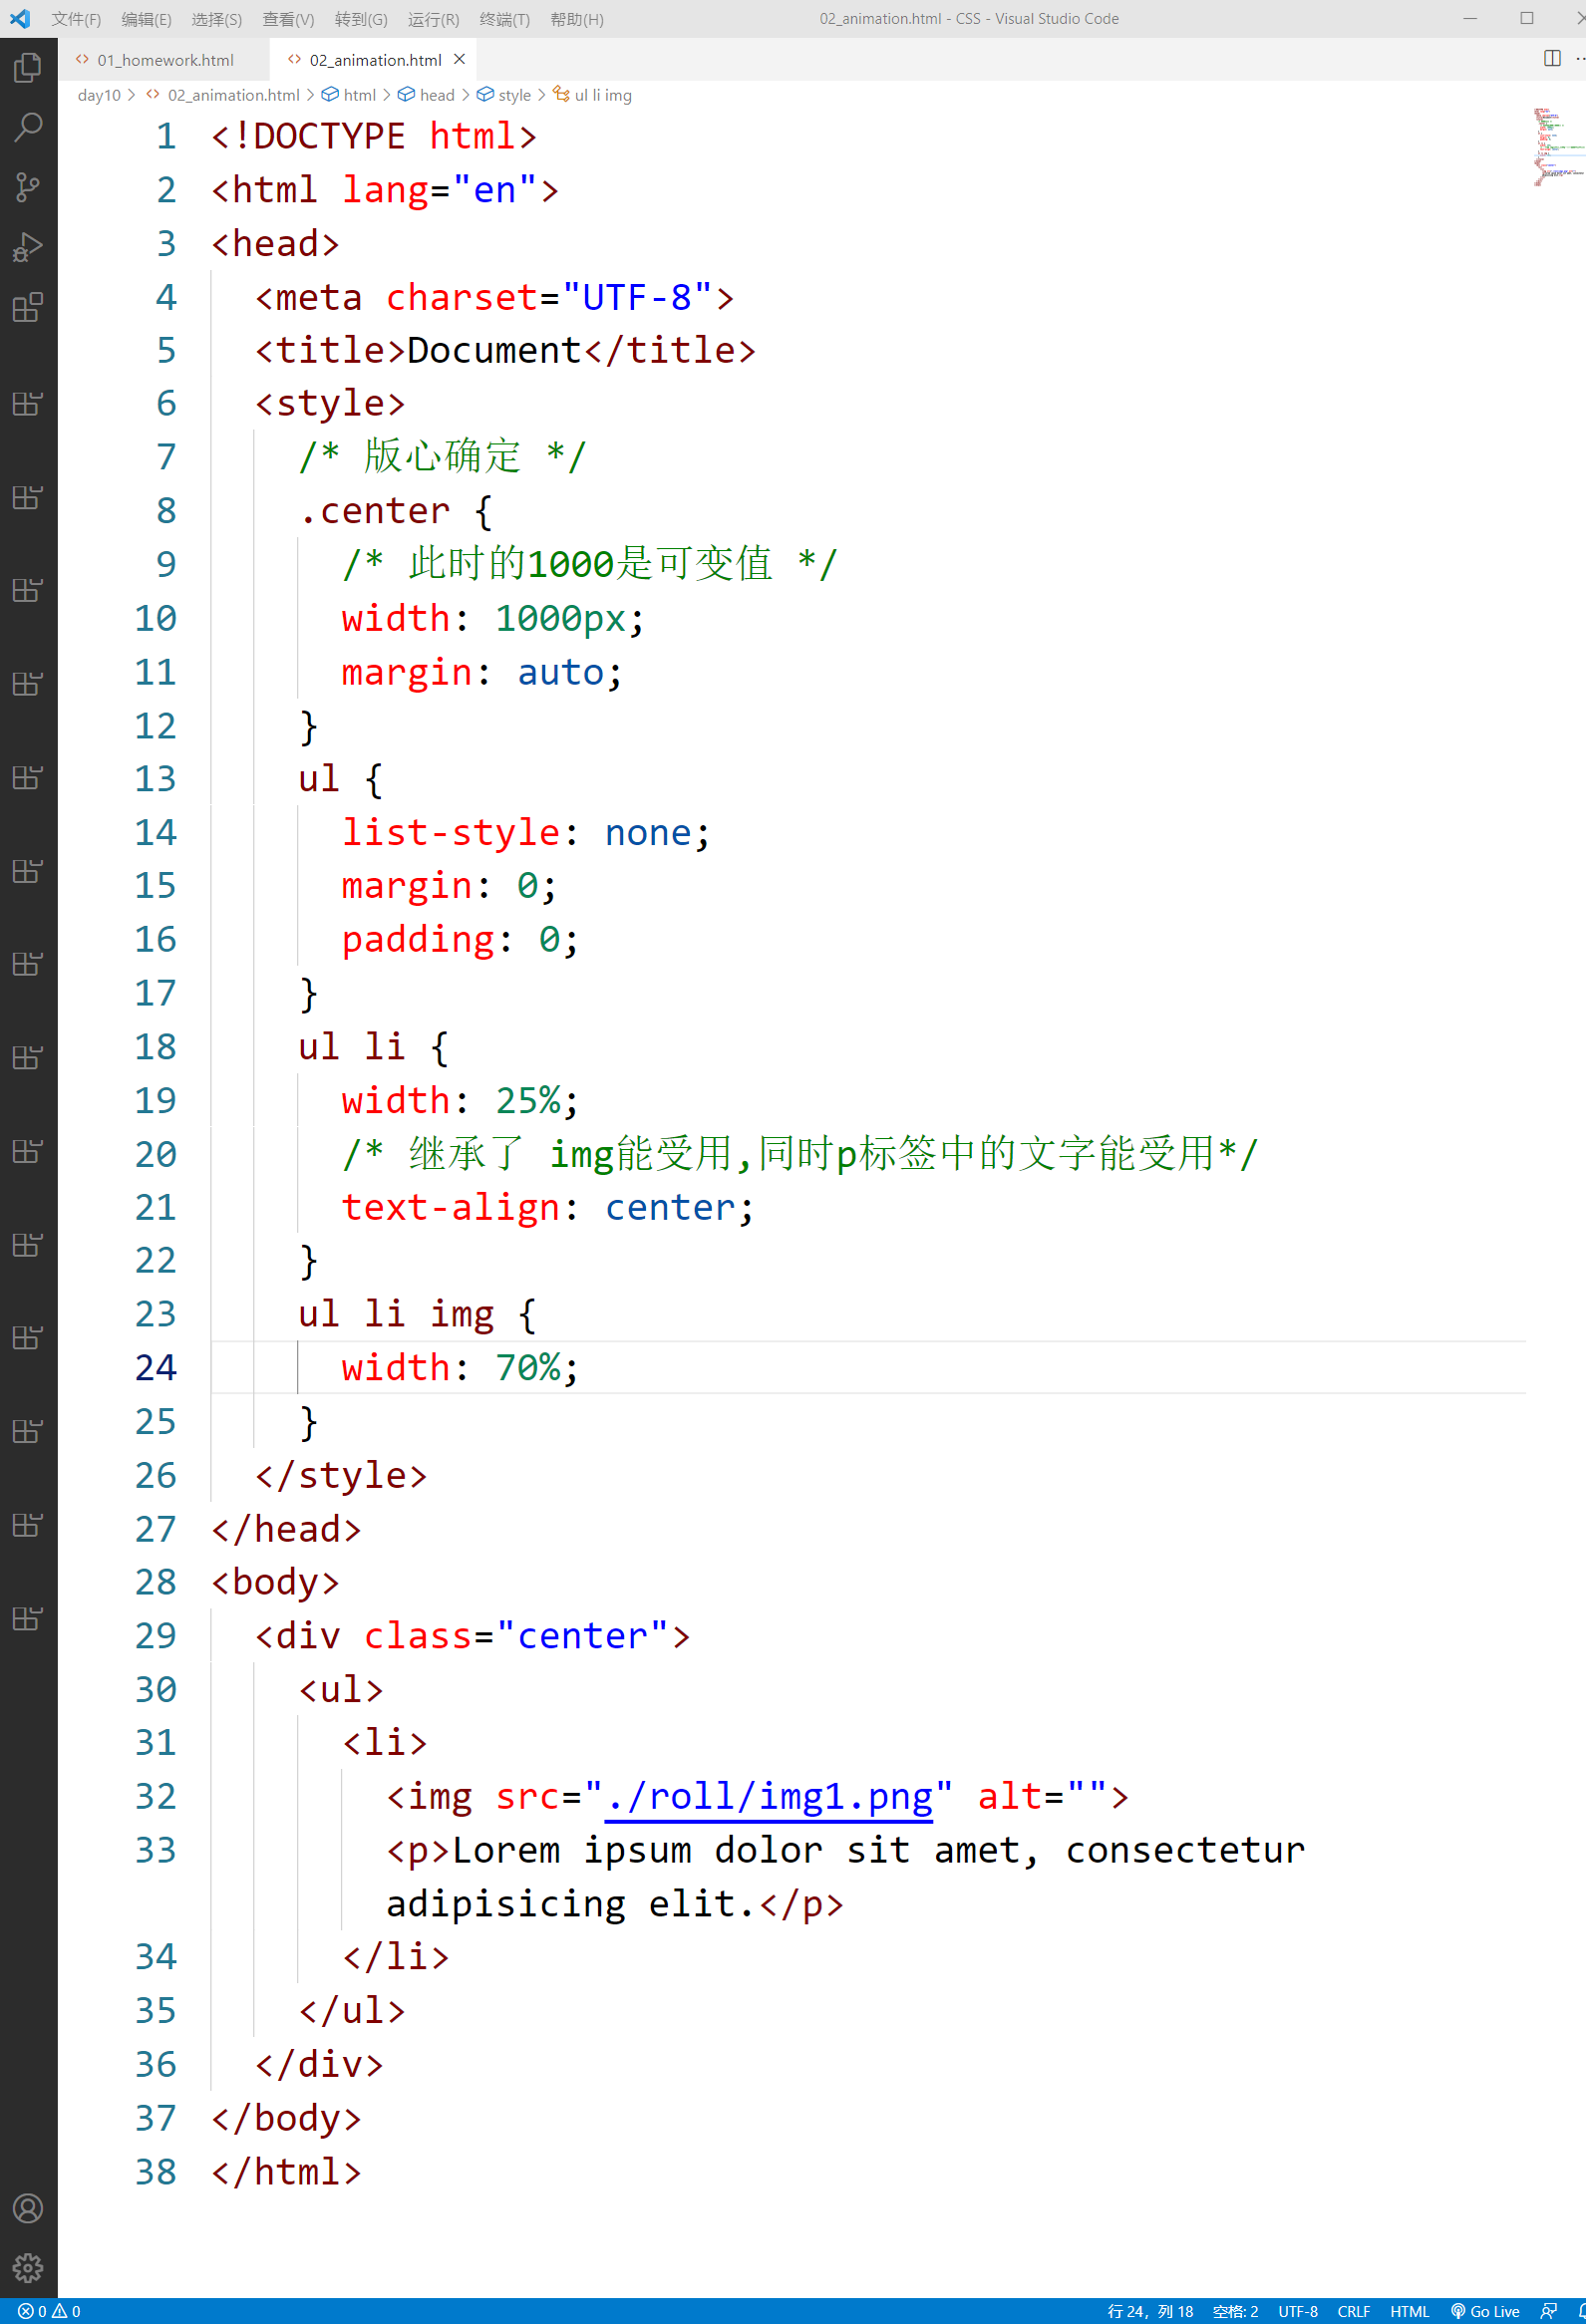 文件(F) 编辑(E) 选择(S) 查看(V) 转到(G) 运行(R) 终端(T) 帮助(H) 02_animation.html - CSS - Visual Studio Code
01_homework.html 02_animation.html
day10 > 02_animation.html > html > head > style > ul li img
1 <!DOCTYPE html>
2 <html lang="en">
3 <head>
4 <meta charset="UTF-8">
5 <title>Document</title>
6 <style>
7 /* 版心确定 */
8 .center {
9 /* 此时的1000是可变值 */
10 width: 1000px;
11 margin: auto;
12 }
13 ul {
14 list-style: none;
15 margin: 0;
16 padding: 0;
17 }
18 ul li {
19 width: 25%;
20 /* 继承了 img能受用,同时p标签中的文字能受用*/
21 text-align: center;
22 }
23 ul li img {
24 width: 70%;
25 }
26 </style>
27 </head>
28 <body>
29 <div class="center">
30 <ul>
31 <li>
32 <img src="./roll/img1.png" alt="">
33 <p>Lorem ipsum dolor sit amet, consectetur
adipisicing elit.</p>
34 </li>
35 </ul>
36 </div>
37 </body>
38 </html>
0 0 行 24，列 18 空格: 2 UTF-8 CRLF HTML Go Live